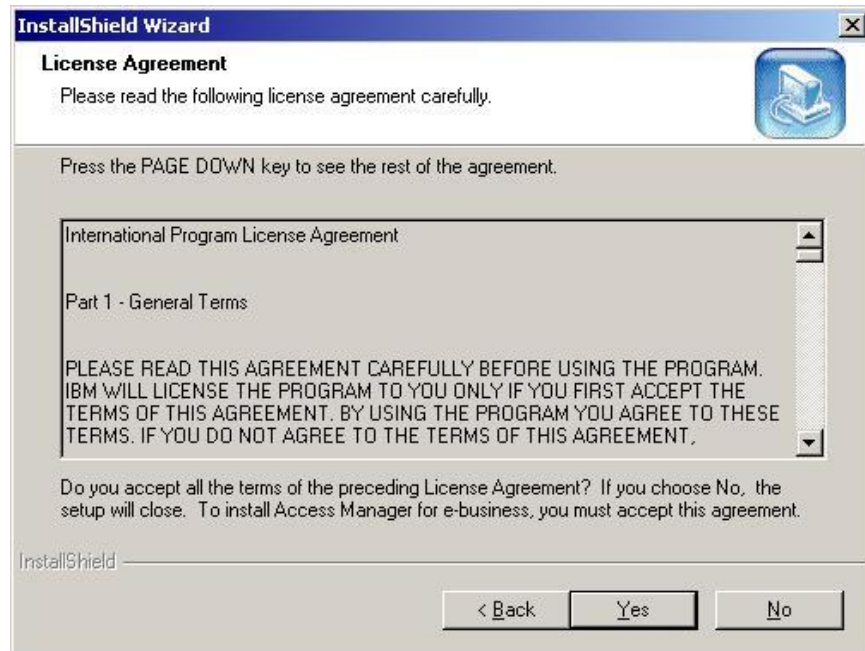 InstallShield Wizard
License Agreement
Please read the following license agreement carefully.
Press the PAGE DOWN key to see the rest of the agreement.
International Program License Agreement
Part 1 - General Terms
PLEASE READ THIS AGREEMENT CAREFULLY BEFORE USING THE PROGRAM.
IBM WILL LICENSE THE PROGRAM TO YOU ONLY IF YOU FIRST ACCEPT THE
TERMS OF THIS AGREEMENT. BY USING THE PROGRAM YOU AGREE TO THESE
TERMS. IF YOU DO NOT AGREE TO THE TERMS OF THIS AGREEMENT,
Do you accept all the terms of the preceding License Agreement? If you choose No, the
setup will close. To install Access Manager for e-business, you must accept this agreement.
InstallShield
< Back Yes No